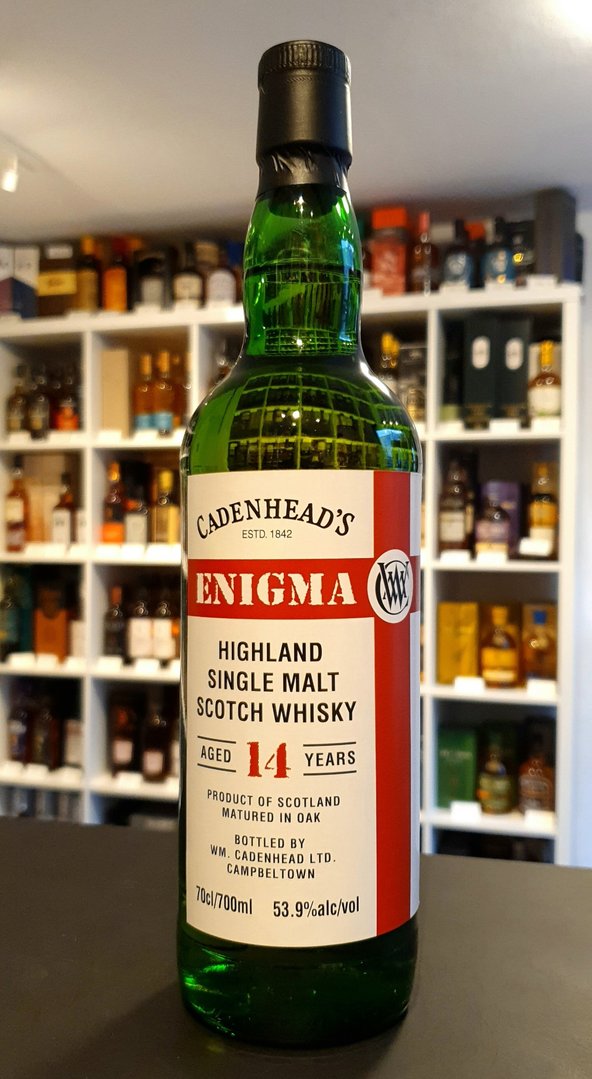 CADENHEAD'S
ESTD. 1842
ENIGMA
WC
HIGHLAND
SINGLE MALT
SCOTCH WHISKY
AGED 14 YEARS
PRODUCT OF SCOTLAND
MATURED IN OAK
BOTTLED BY
WM. CADENHEAD LTD.
CAMPBELTOWN
70cl/700ml 53.9%alc/vol